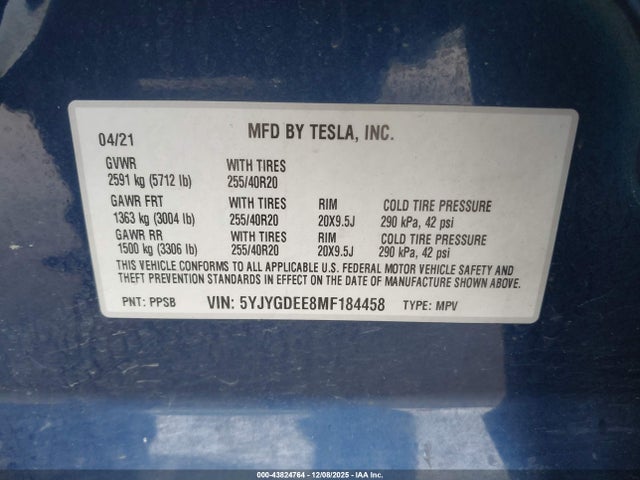 04/21 MFD BY TESLA, INC.
GVWR WITH TIRES
2591 kg (5712 lb) 255/40R20
GAWR FRT WITH TIRES RIM COLD TIRE PRESSURE
1363 kg (3004 lb) 255/40R20 20X9.5J 290 kPa, 42 psi
GAWR RR WITH TIRES RIM COLD TIRE PRESSURE
1500 kg (3306 lb) 255/40R20 20X9.5J 290 kPa, 42 psi
THIS VEHICLE CONFORMS TO ALL APPLICABLE U.S. FEDERAL MOTOR VEHICLE SAFETY AND
THEFT PREVENTION STANDARDS IN EFFECT ON THE DATE OF MANUFACTURE SHOWN ABOVE.
PNT: PPSB VIN: 5YJYGDEE8MF184458 TYPE: MPV
000-43824764 - 12/08/2025 - IAA Inc.